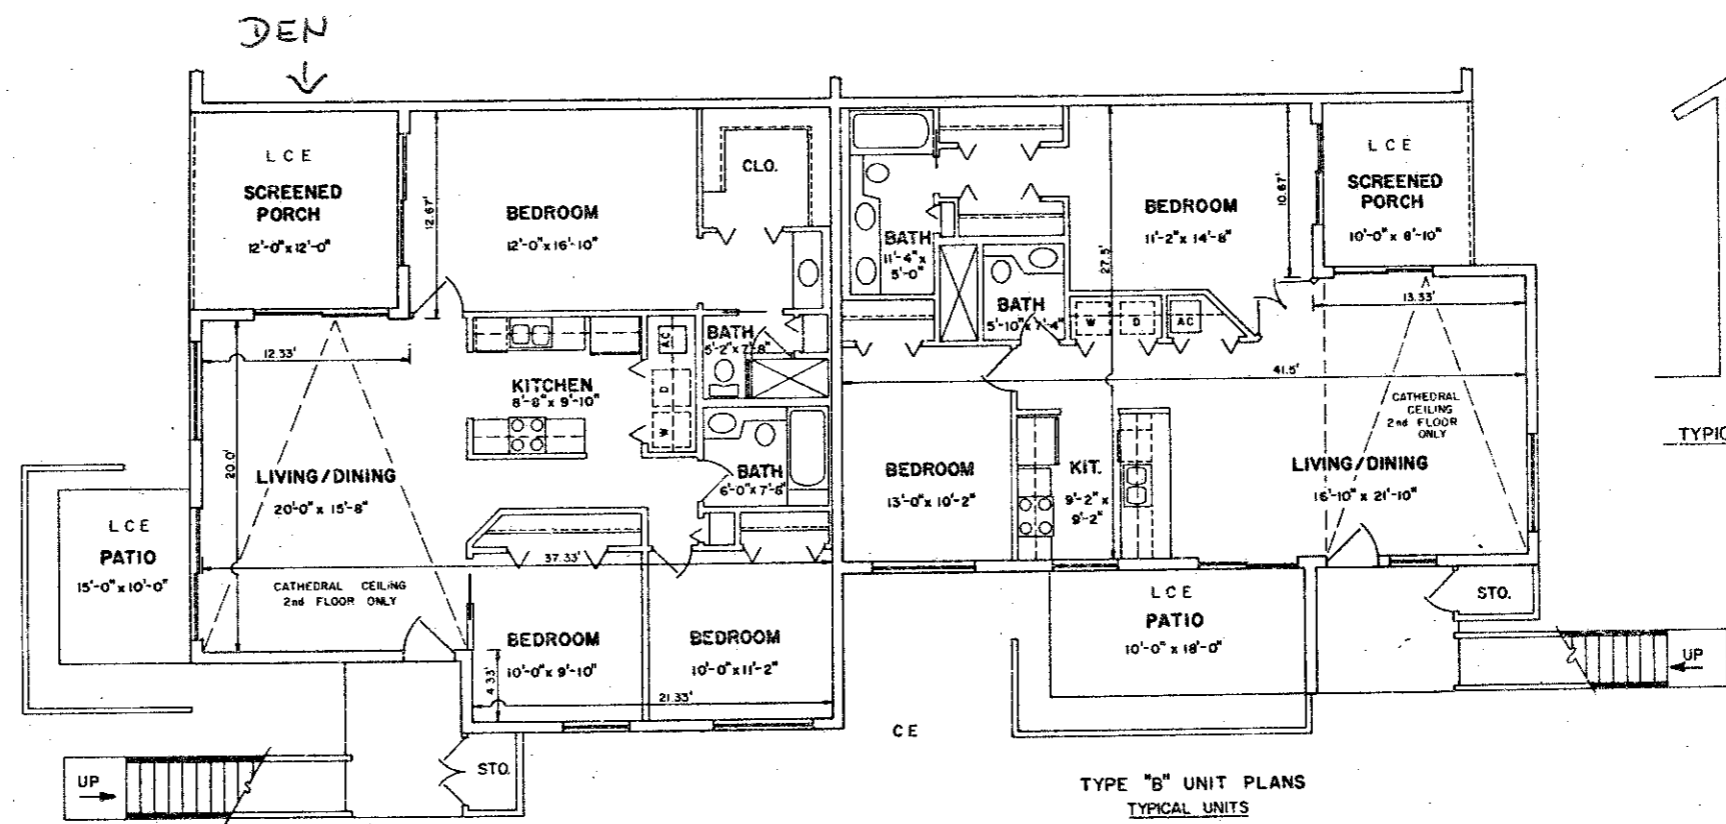 DEN
LCE
SCREENED
PORCH
12'-0" x 12'-0"
12.67'
BEDROOM
12'-0" x 16'-10"
CLO.
BATH
5'-2" x 7'-8"
12.33'
20.0'
KITCHEN
8'-8" x 9'-10"
AC
D
W
BATH
6'-0" x 7'-8"
LIVING/DINING
20'-0" x 15'-8"
LCE
PATIO
15'-0" x 10'-0"
37.33'
CATHEDRAL CEILING
2nd FLOOR ONLY
BEDROOM
10'-0" x 9'-10"
BEDROOM
10'-0" x 11'-2"
4.33'
21.33'
UP
STO.
BATH
11'-4" x
5'-0"
BATH
5'-10" x 7'-4"
27.5'
BEDROOM
11'-2" x 14'-8"
10.67'
LCE
SCREENED
PORCH
10'-0" x 8'-10"
W
D
AC
13.33'
41.5'
CATHEDRAL
CEILING
2nd FLOOR
ONLY
BEDROOM
13'-0" x 10'-2"
KIT.
9'-2" x
9'-2"
LIVING/DINING
16'-10" x 21'-10"
LCE
PATIO
10'-0" x 18'-0"
STO.
UP
CE
TYPE "B" UNIT PLANS
TYPICAL UNITS
TYPIC